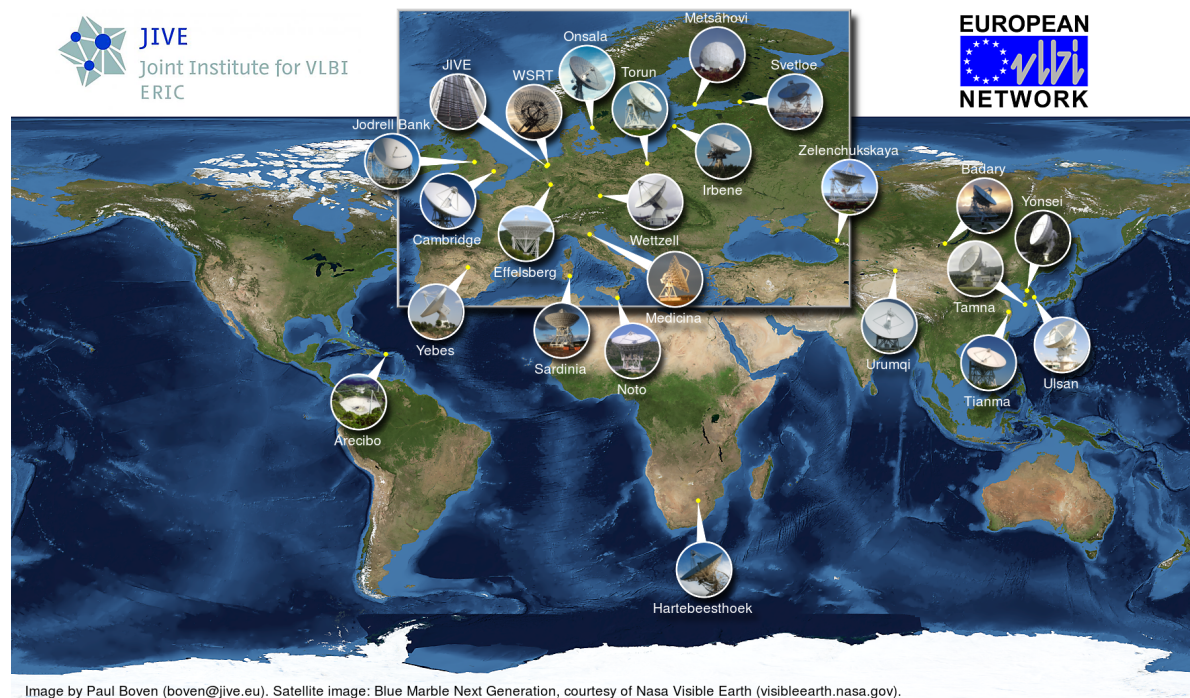 JIVE
Joint Institute for VLBI
ERIC
EUROPEAN
vlbi
NETWORK
Metsähovi
Onsala
JIVE
WSRT
Torun
Svetloe
Jodrell Bank
Zelenchukskaya
Irbene
Badary
Yonsei
Cambridge
Wettzell
Effelsberg
Tamna
Medicina
Yebes
Sardinia
Noto
Urumqi
Ulsan
Tianma
Arecibo
Hartebeesthoek
Image by Paul Boven (boven@jive.eu). Satellite image: Blue Marble Next Generation, courtesy of Nasa Visible Earth (visibleearth.nasa.gov).